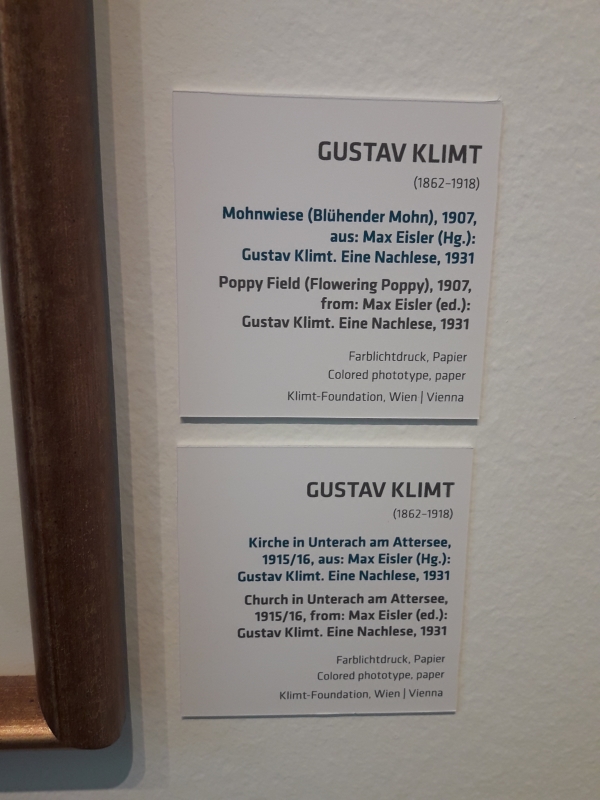 GUSTAV KLIMT
(1862–1918)
Mohnwiese (Blühender Mohn), 1907,
aus: Max Eisler (Hg.):
Gustav Klimt. Eine Nachlese, 1931
Poppy Field (Flowering Poppy), 1907,
from: Max Eisler (ed.):
Gustav Klimt. Eine Nachlese, 1931
Farblichtdruck, Papier
Colored phototype, paper
Klimt-Foundation, Wien | Vienna
GUSTAV KLIMT
(1862–1918)
Kirche in Unterach am Attersee,
1915/16, aus: Max Eisler (Hg.):
Gustav Klimt. Eine Nachlese, 1931
Church in Unterach am Attersee,
1915/16, from: Max Eisler (ed.):
Gustav Klimt. Eine Nachlese, 1931
Farblichtdruck, Papier
Colored phototype, paper
Klimt-Foundation, Wien | Vienna